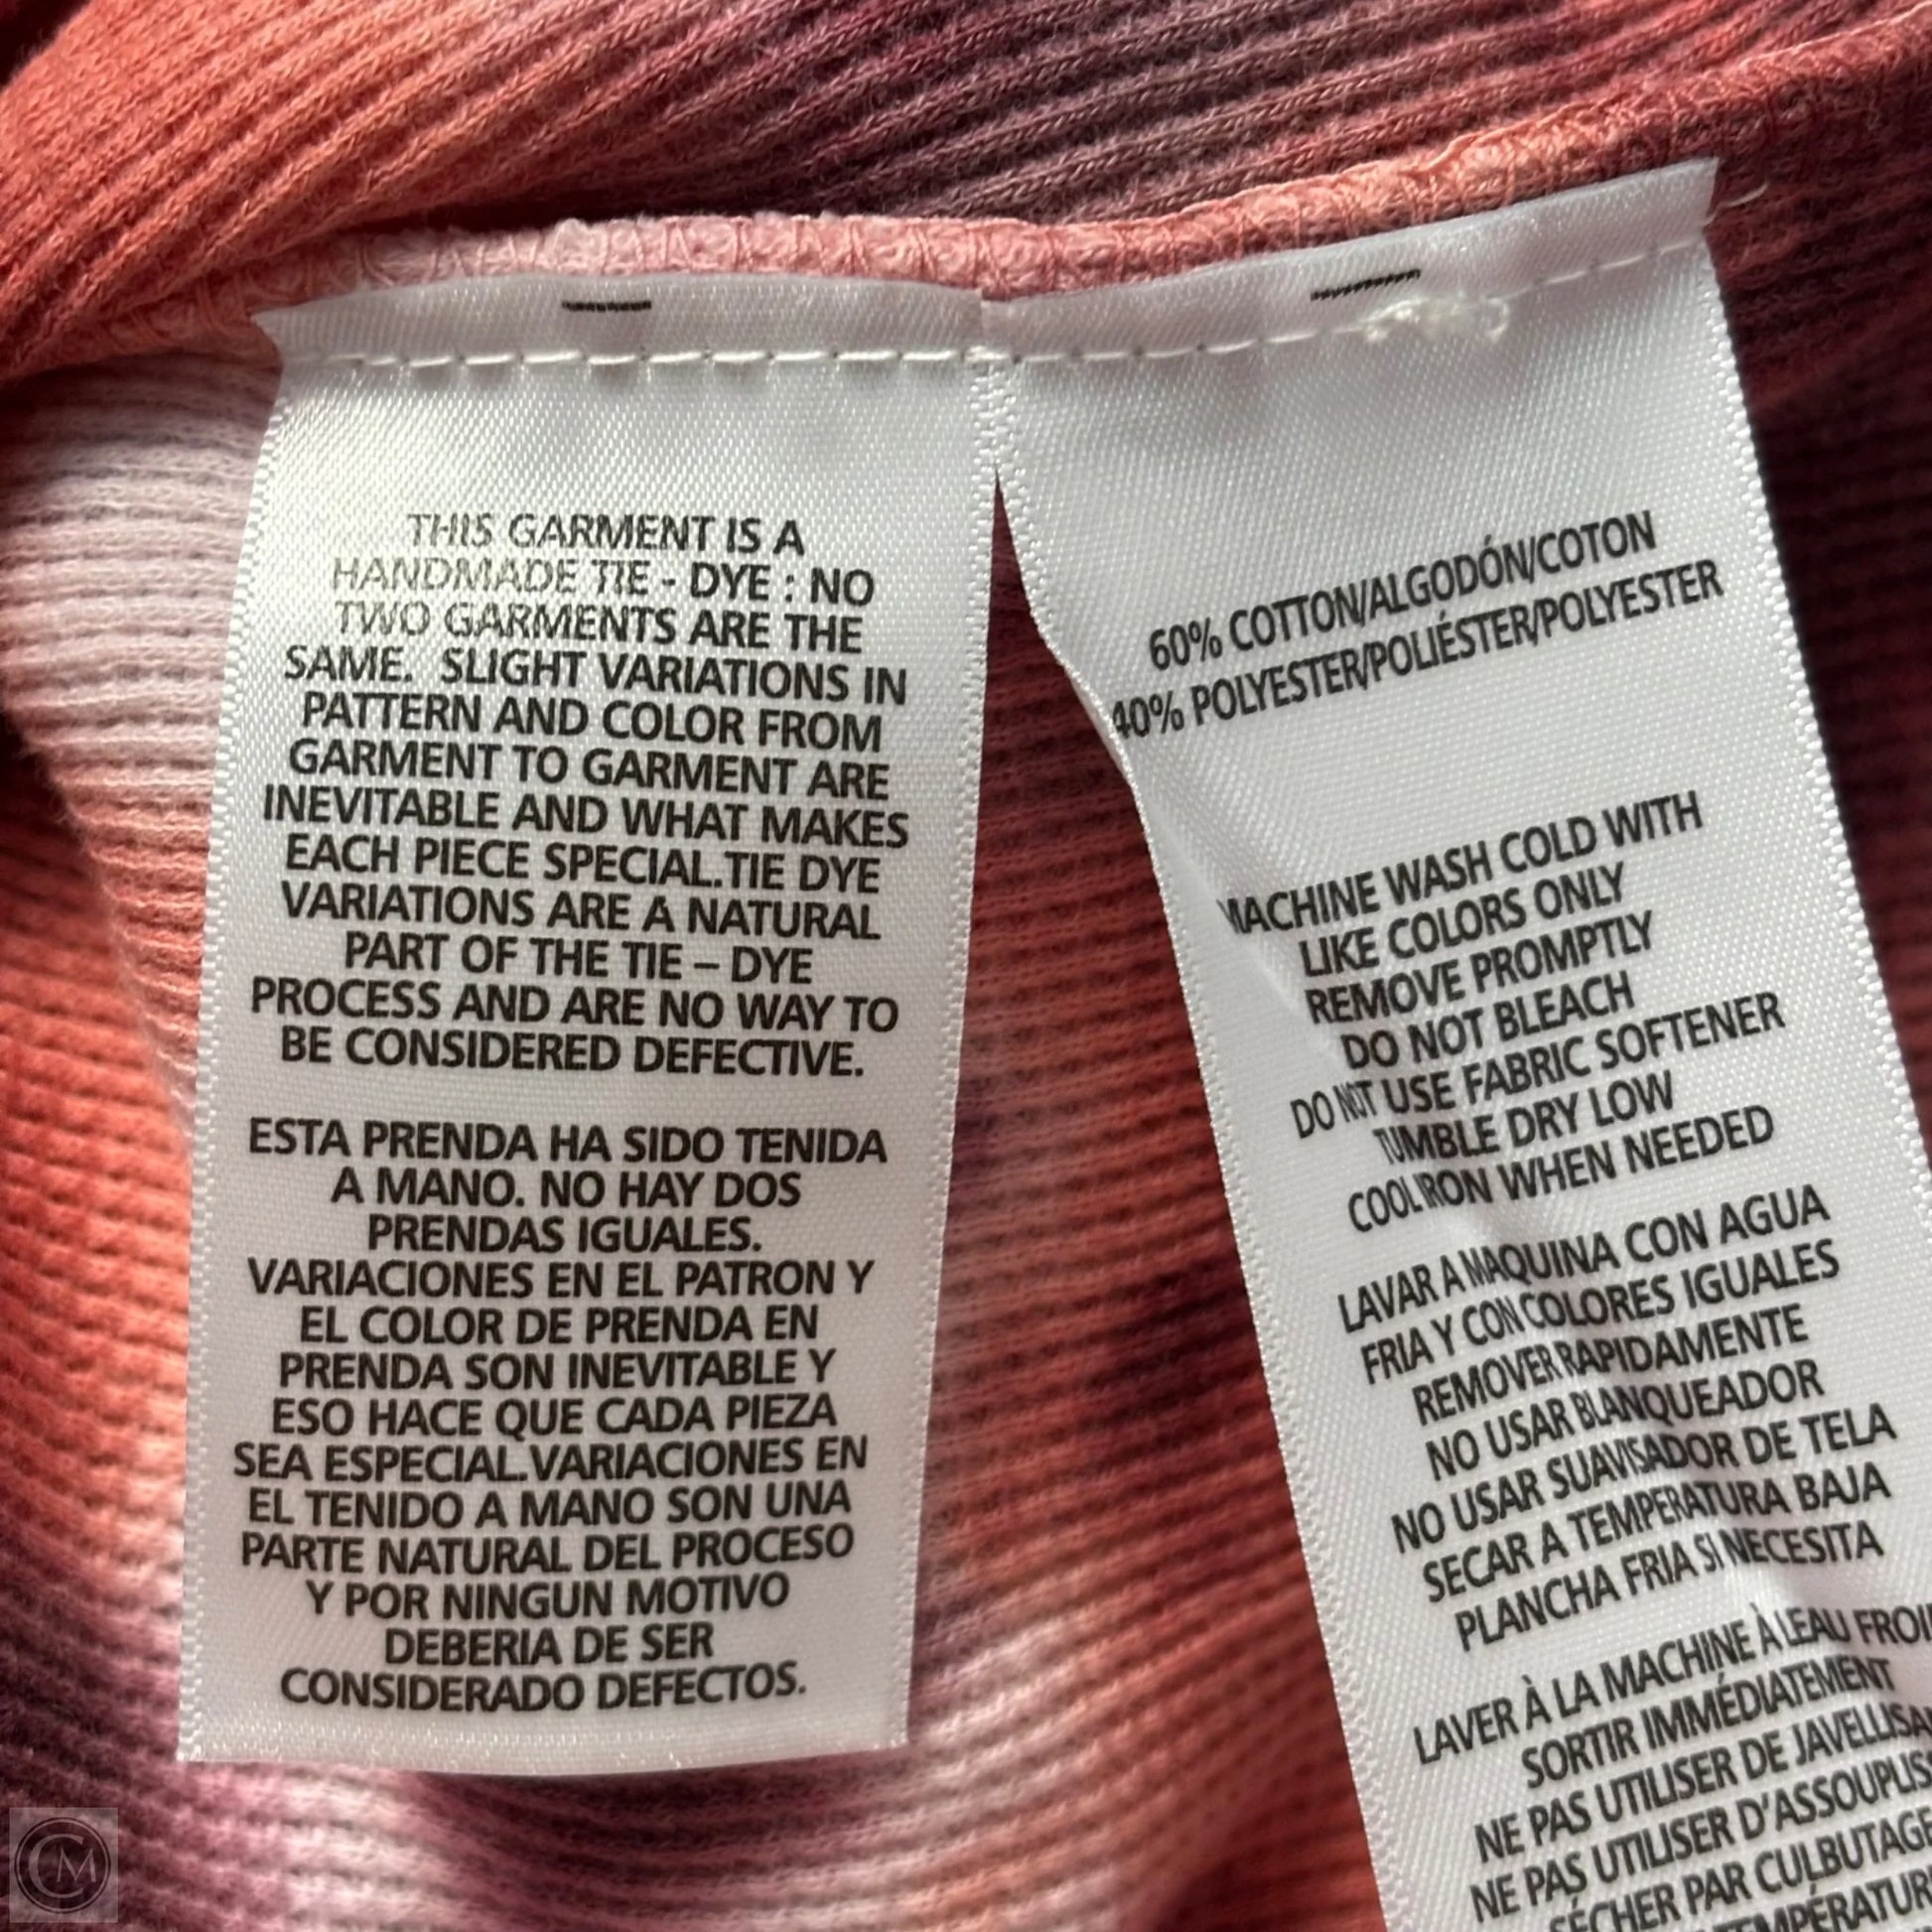 THIS GARMENT IS A
HANDMADE TIE - DYE : NO
TWO GARMENTS ARE THE
SAME. SLIGHT VARIATIONS IN
PATTERN AND COLOR FROM
GARMENT TO GARMENT ARE
INEVITABLE AND WHAT MAKES
EACH PIECE SPECIAL.TIE DYE
VARIATIONS ARE A NATURAL
PART OF THE TIE – DYE
PROCESS AND ARE NO WAY TO
BE CONSIDERED DEFECTIVE.
ESTA PRENDA HA SIDO TENIDA
A MANO. NO HAY DOS
PRENDAS IGUALES.
VARIACIONES EN EL PATRON Y
EL COLOR DE PRENDA EN
PRENDA SON INEVITABLE Y
ESO HACE QUE CADA PIEZA
SEA ESPECIAL.VARIACIONES EN
EL TENIDO A MANO SON UNA
PARTE NATURAL DEL PROCESO
Y POR NINGUN MOTIVO
DEBERIA DE SER
CONSIDERADO DEFECTOS.
60% COTTON/ALGODÓN/COTON
40% POLYESTER/POLIÉSTER/POLYESTER
MACHINE WASH COLD WITH
LIKE COLORS ONLY
REMOVE PROMPTLY
DO NOT BLEACH
DO NOT USE FABRIC SOFTENER
TUMBLE DRY LOW
COOL IRON WHEN NEEDED
LAVAR A MAQUINA CON AGUA
FRIA Y CON COLORES IGUALES
REMOVER RAPIDAMENTE
NO USAR BLANQUEADOR
NO USAR SUAVISADOR DE TELA
SECAR A TEMPERATURA BAJA
PLANCHA FRIA SI NECESITA
LAVER À LA MACHINE À LEAU FROI
SORTIR IMMÉDIATEMENT
NE PAS UTILISER DE JAVELLISA
NE PAS UTILISER D'ASSOUPLIS
SÉCHER PAR CULBUTAGE
TEMPÉRATUR
CM